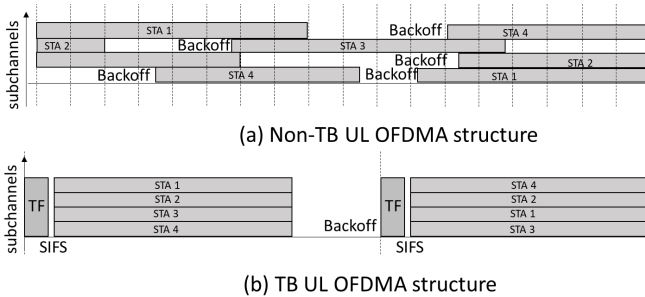 STA 1
Backoff
STA 4
STA 2
Backoff
STA 3
STA 2
Backoff
STA 4
Backoff
STA 1
subchannels
(a) Non-TB UL OFDMA structure
subchannels
TF
STA 1
STA 2
STA 3
STA 4
SIFS
Backoff
TF
STA 4
STA 2
STA 1
STA 3
SIFS
(b) TB UL OFDMA structure